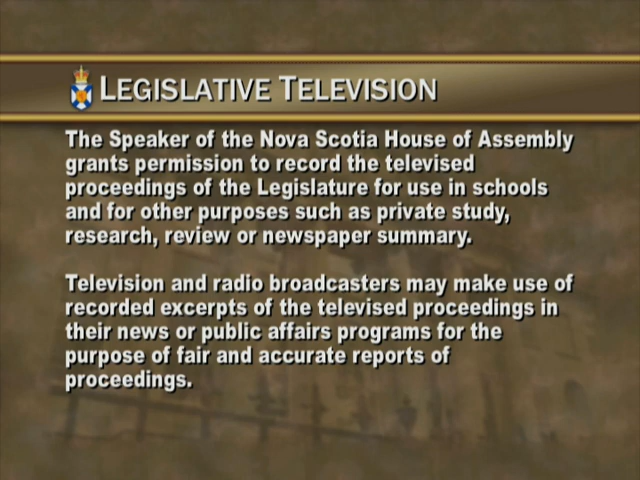 LEGISLATIVE TELEVISION
The Speaker of the Nova Scotia House of Assembly
grants permission to record the televised
proceedings of the Legislature for use in schools
and for other purposes such as private study,
research, review or newspaper summary.
Television and radio broadcasters may make use of
recorded excerpts of the televised proceedings in
their news or public affairs programs for the
purpose of fair and accurate reports of
proceedings.